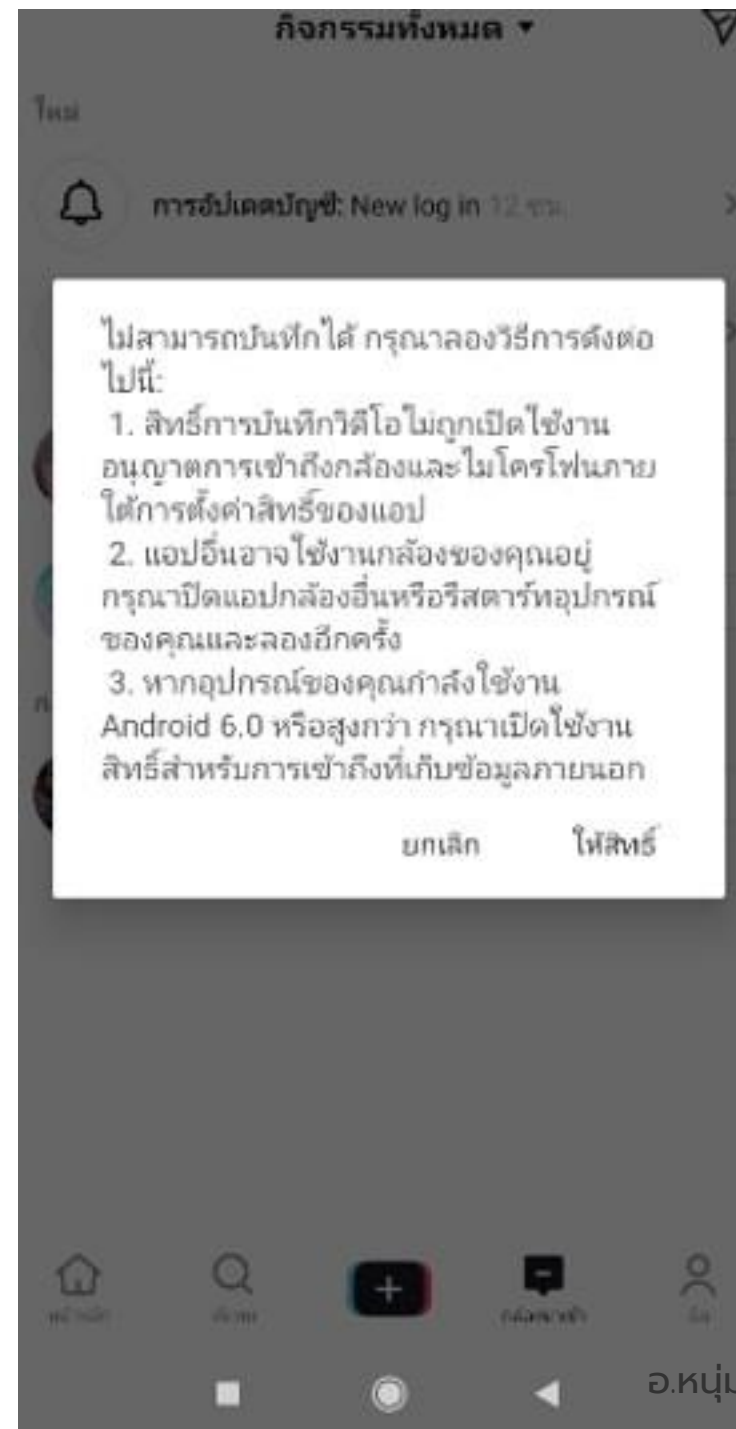 กิจกรรมทั้งหมด
ใหม่
การอัปเดตบัญชี: New log in 12 ชม.
ไม่สามารถบันทึกได้ กรุณาลองวิธีการดังต่อ
ไปนี้:
1. สิทธิ์การบันทึกวิดีโอไม่ถูกเปิดใช้งาน
อนุญาตการเข้าถึงกล้องและไมโครโฟนภาย
ใต้การตั้งค่าสิทธิ์ของแอป
2. แอปอื่นอาจใช้งานกล้องของคุณอยู่
กรุณาปิดแอปกล้องอื่นหรือรีสตาร์ทอุปกรณ์
ของคุณและลองอีกครั้ง
3. หากอุปกรณ์ของคุณกำลังใช้งาน
Android 6.0 หรือสูงกว่า กรุณาเปิดใช้งาน
สิทธิ์สำหรับการเข้าถึงที่เก็บข้อมูลภายนอก
ยกเลิก ให้สิทธิ์
กล่องขาเข้า
อ.หนุ่ม